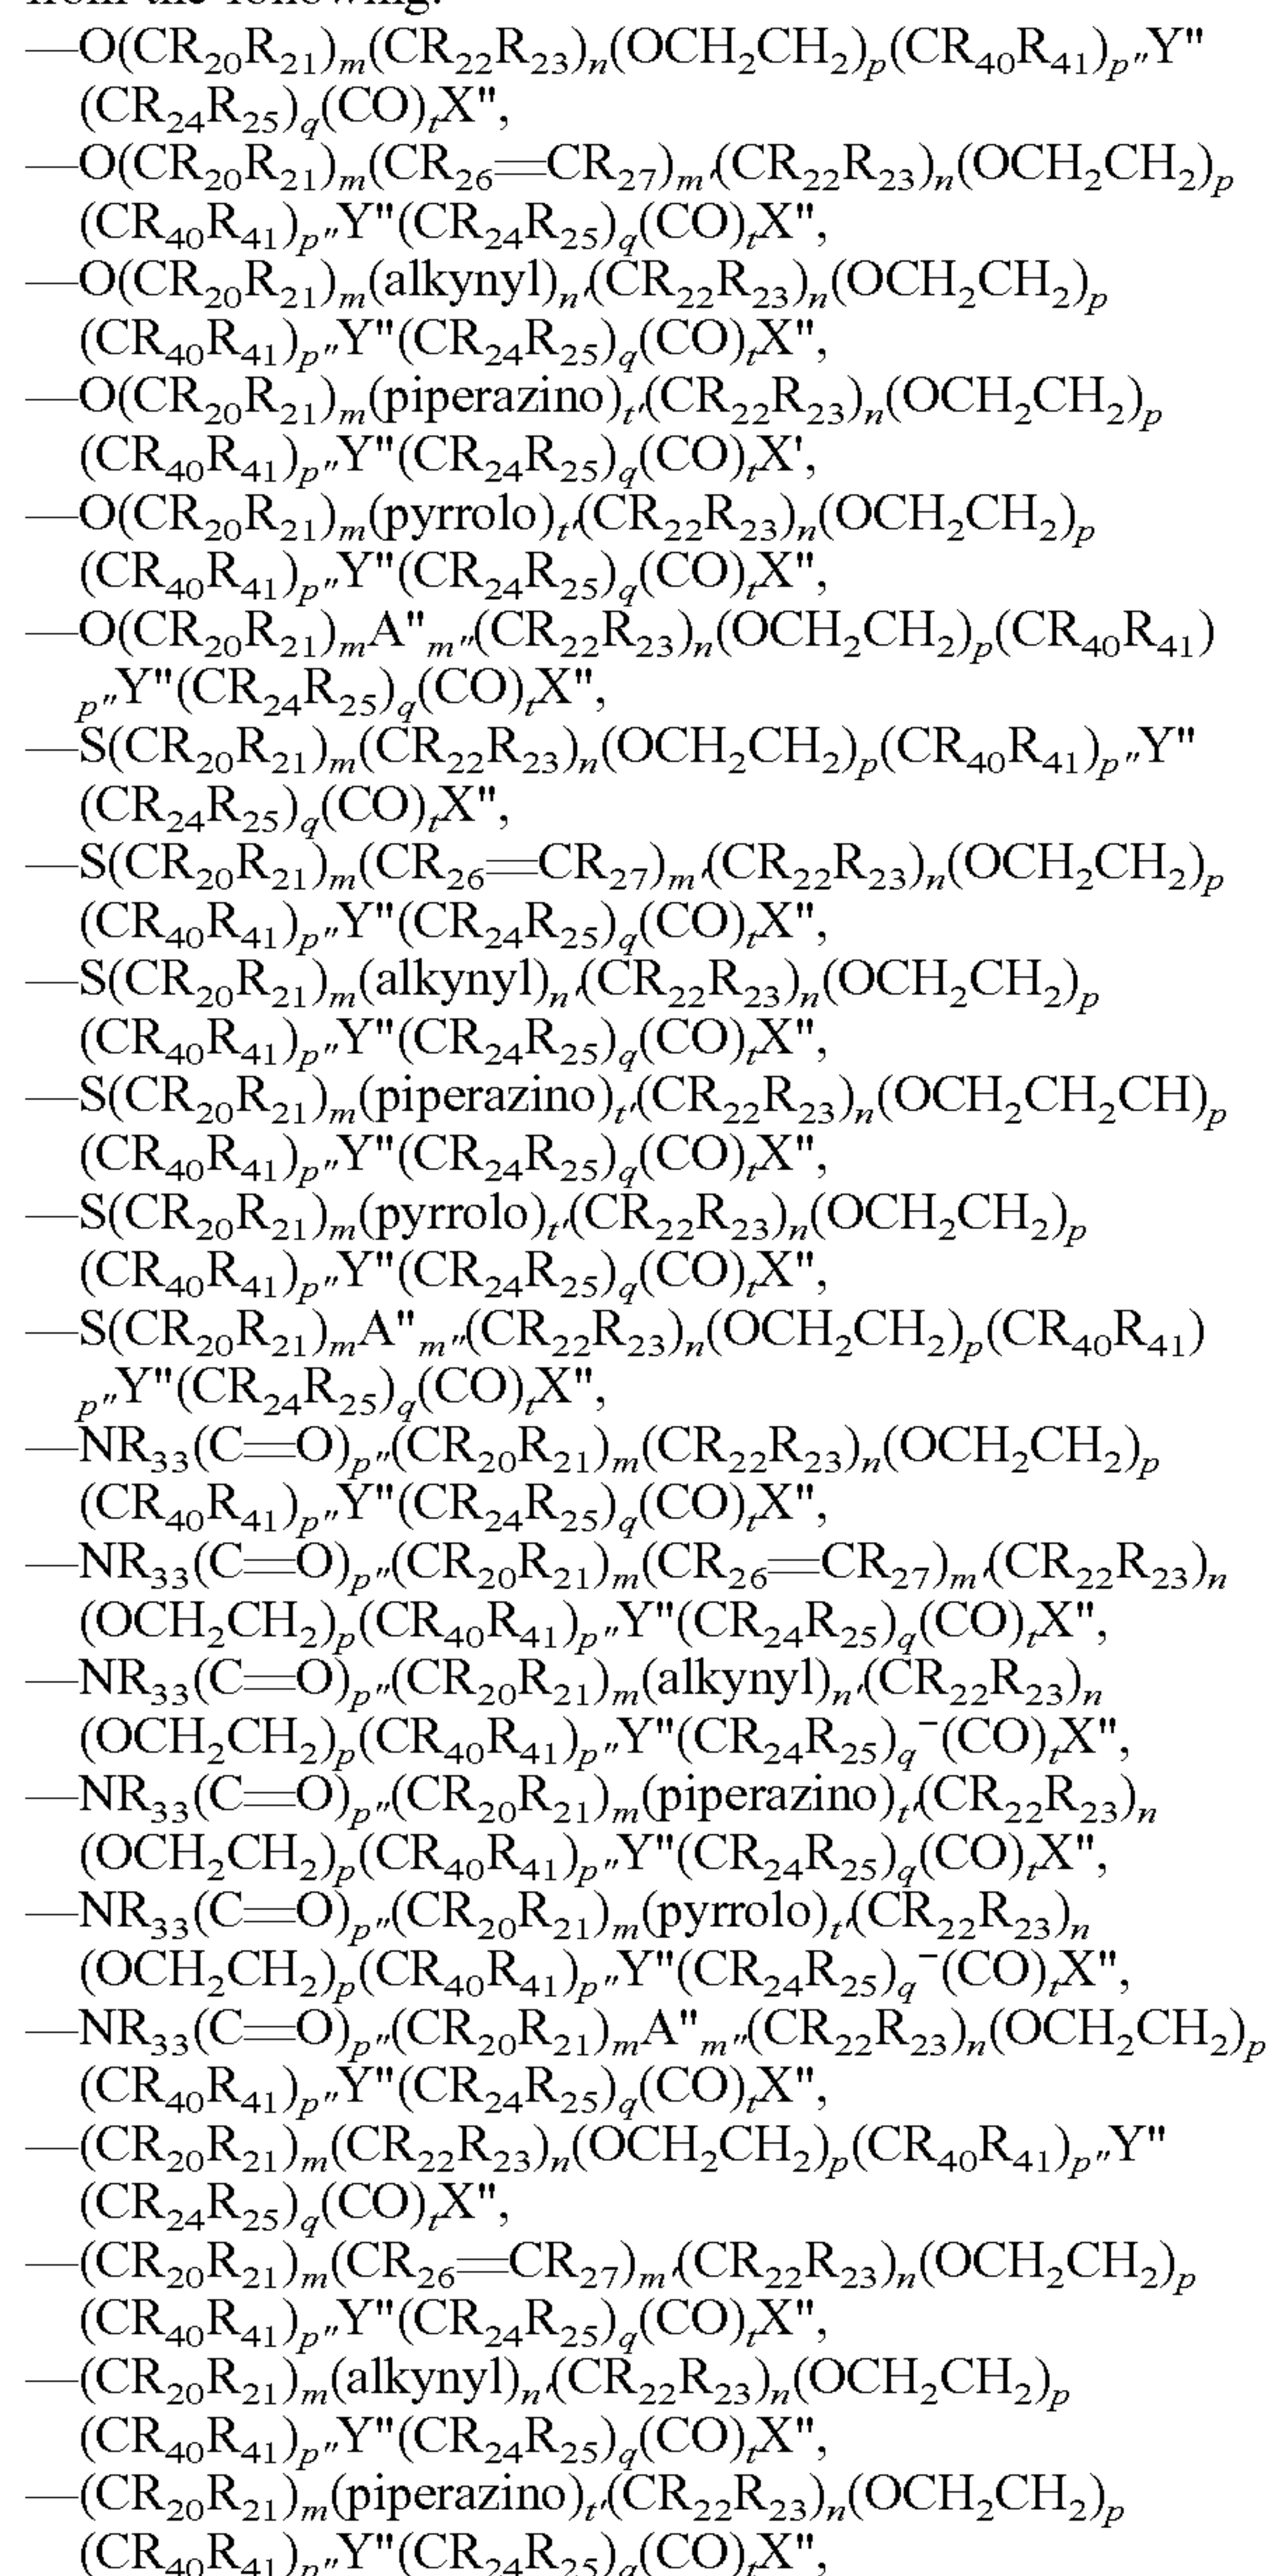 from the following:
—O(CR₂₀R₂₁)ₘ(CR₂₂R₂₃)ₙ(OCH₂CH₂)ₚ(CR₄₀R₄₁)ₚ″Y"
(CR₂₄R₂₅)q(CO)ₜX",
—O(CR₂₀R₂₁)ₘ(CR₂₆═CR₂₇)ₘ′(CR₂₂R₂₃)ₙ(OCH₂CH₂)ₚ
(CR₄₀R₄₁)ₚ″Y"(CR₂₄R₂₅)q(CO)ₜX",
—O(CR₂₀R₂₁)ₘ(alkynyl)ₙ′(CR₂₂R₂₃)ₙ(OCH₂CH₂)ₚ
(CR₄₀R₄₁)ₚ″Y"(CR₂₄R₂₅)q(CO)ₜX",
—O(CR₂₀R₂₁)ₘ(piperazino)ₜ′(CR₂₂R₂₃)ₙ(OCH₂CH₂)ₚ
(CR₄₀R₄₁)ₚ″Y"(CR₂₄R₂₅)q(CO)ₜX',
—O(CR₂₀R₂₁)ₘ(pyrrolo)ₜ′(CR₂₂R₂₃)ₙ(OCH₂CH₂)ₚ
(CR₄₀R₄₁)ₚ″Y"(CR₂₄R₂₅)q(CO)ₜX",
—O(CR₂₀R₂₁)ₘA"ₘ″(CR₂₂R₂₃)ₙ(OCH₂CH₂)ₚ(CR₄₀R₄₁)
ₚ″Y"(CR₂₄R₂₅)q(CO)ₜX",
—S(CR₂₀R₂₁)ₘ(CR₂₂R₂₃)ₙ(OCH₂CH₂)ₚ(CR₄₀R₄₁)ₚ″Y"
(CR₂₄R₂₅)q(CO)ₜX",
—S(CR₂₀R₂₁)ₘ(CR₂₆═CR₂₇)ₘ′(CR₂₂R₂₃)ₙ(OCH₂CH₂)ₚ
(CR₄₀R₄₁)ₚ″Y"(CR₂₄R₂₅)q(CO)ₜX",
—S(CR₂₀R₂₁)ₘ(alkynyl)ₙ′(CR₂₂R₂₃)ₙ(OCH₂CH₂)ₚ
(CR₄₀R₄₁)ₚ″Y"(CR₂₄R₂₅)q(CO)ₜX",
—S(CR₂₀R₂₁)ₘ(piperazino)ₜ′(CR₂₂R₂₃)ₙ(OCH₂CH₂CH)ₚ
(CR₄₀R₄₁)ₚ″Y"(CR₂₄R₂₅)q(CO)ₜX",
—S(CR₂₀R₂₁)ₘ(pyrrolo)ₜ′(CR₂₂R₂₃)ₙ(OCH₂CH₂)ₚ
(CR₄₀R₄₁)ₚ″Y"(CR₂₄R₂₅)q(CO)ₜX",
—S(CR₂₀R₂₁)ₘA"ₘ″(CR₂₂R₂₃)ₙ(OCH₂CH₂)ₚ(CR₄₀R₄₁)
ₚ″Y"(CR₂₄R₂₅)q(CO)ₜX",
—NR₃₃(C═O)ₚ″(CR₂₀R₂₁)ₘ(CR₂₂R₂₃)ₙ(OCH₂CH₂)ₚ
(CR₄₀R₄₁)ₚ″Y"(CR₂₄R₂₅)q(CO)ₜX",
—NR₃₃(C═O)ₚ″(CR₂₀R₂₁)ₘ(CR₂₆═CR₂₇)ₘ′(CR₂₂R₂₃)ₙ
(OCH₂CH₂)ₚ(CR₄₀R₄₁)ₚ″Y"(CR₂₄R₂₅)q(CO)ₜX",
—NR₃₃(C═O)ₚ″(CR₂₀R₂₁)ₘ(alkynyl)ₙ′(CR₂₂R₂₃)ₙ
(OCH₂CH₂)ₚ(CR₄₀R₄₁)ₚ″Y"(CR₂₄R₂₅)q⁻(CO)ₜX",
—NR₃₃(C═O)ₚ″(CR₂₀R₂₁)ₘ(piperazino)ₜ′(CR₂₂R₂₃)ₙ
(OCH₂CH₂)ₚ(CR₄₀R₄₁)ₚ″Y"(CR₂₄R₂₅)q(CO)ₜX",
—NR₃₃(C═O)ₚ″(CR₂₀R₂₁)ₘ(pyrrolo)ₜ′(CR₂₂R₂₃)ₙ
(OCH₂CH₂)ₚ(CR₄₀R₄₁)ₚ″Y"(CR₂₄R₂₅)q⁻(CO)ₜX",
—NR₃₃(C═O)ₚ″(CR₂₀R₂₁)ₘA"ₘ″(CR₂₂R₂₃)ₙ(OCH₂CH₂)ₚ
(CR₄₀R₄₁)ₚ″Y"(CR₂₄R₂₅)q(CO)ₜX",
—(CR₂₀R₂₁)ₘ(CR₂₂R₂₃)ₙ(OCH₂CH₂)ₚ(CR₄₀R₄₁)ₚ″Y"
(CR₂₄R₂₅)q(CO)ₜX",
—(CR₂₀R₂₁)ₘ(CR₂₆═CR₂₇)ₘ′(CR₂₂R₂₃)ₙ(OCH₂CH₂)ₚ
(CR₄₀R₄₁)ₚ″Y"(CR₂₄R₂₅)q(CO)ₜX",
—(CR₂₀R₂₁)ₘ(alkynyl)ₙ′(CR₂₂R₂₃)ₙ(OCH₂CH₂)ₚ
(CR₄₀R₄₁)ₚ″Y"(CR₂₄R₂₅)q(CO)ₜX",
—(CR₂₀R₂₁)ₘ(piperazino)ₜ′(CR₂₂R₂₃)ₙ(OCH₂CH₂)ₚ
(CR₄₀R₄₁)ₚ″Y"(CR₂₄R₂₅)q(CO)ₜX",